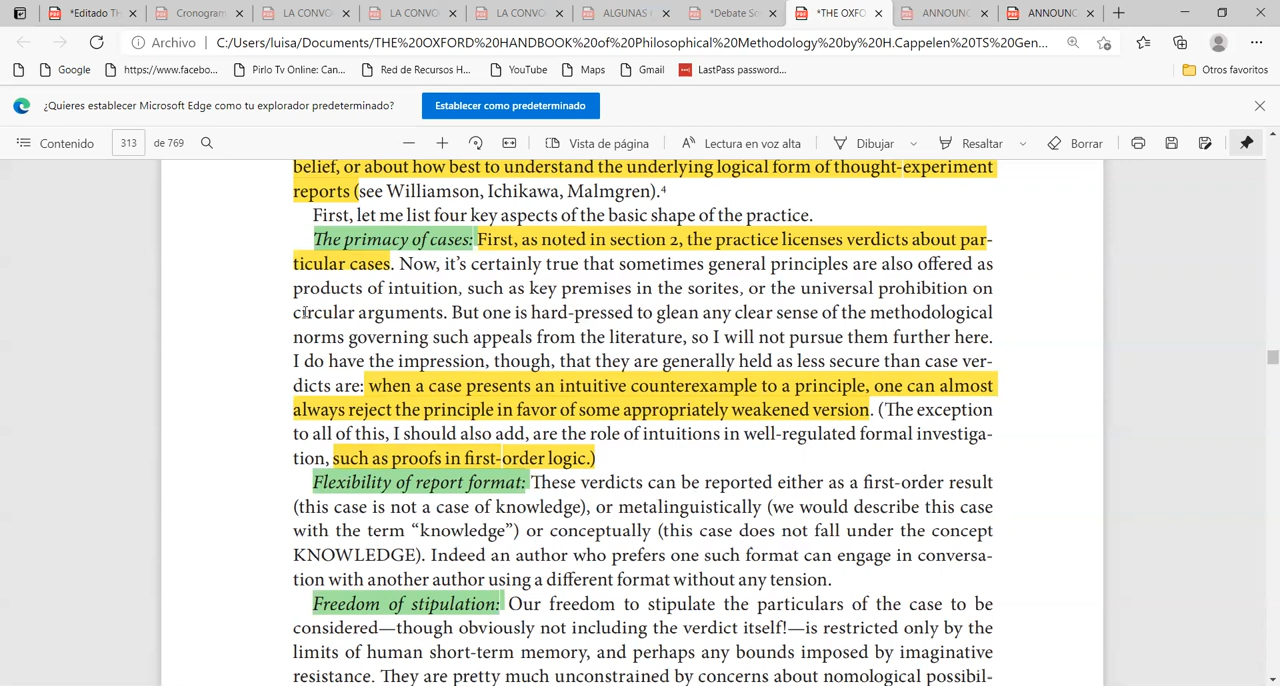 *Editado TH
Cronogram
LA CONVO
LA CONVO
LA CONVO
ALGUNAS (
*Debate So
*THE OXFO
ANNOUNC
ANNOUNC
Archivo C:/Users/luisa/Documents/THE%20OXFORD%20HANDBOOK%20of%20Philosophical%20Methodology%20by%20H.Cappelen%20TS%20Gen...
Google https://www.facebo... Pirlo Tv Online: Can... Red de Recursos H... YouTube Maps Gmail LastPass password... Otros favoritos
¿Quieres establecer Microsoft Edge como tu explorador predeterminado? Establecer como predeterminado
Contenido 313 de 769 Vista de página Lectura en voz alta Dibujar Resaltar Borrar
belief, or about how best to understand the underlying logical form of thought-experiment
reports (see Williamson, Ichikawa, Malmgren).⁴
First, let me list four key aspects of the basic shape of the practice.
The primacy of cases: First, as noted in section 2, the practice licenses verdicts about par-
ticular cases. Now, it's certainly true that sometimes general principles are also offered as
products of intuition, such as key premises in the sorites, or the universal prohibition on
circular arguments. But one is hard-pressed to glean any clear sense of the methodological
norms governing such appeals from the literature, so I will not pursue them further here.
I do have the impression, though, that they are generally held as less secure than case ver-
dicts are: when a case presents an intuitive counterexample to a principle, one can almost
always reject the principle in favor of some appropriately weakened version. (The exception
to all of this, I should also add, are the role of intuitions in well-regulated formal investiga-
tion, such as proofs in first-order logic.)
Flexibility of report format: These verdicts can be reported either as a first-order result
(this case is not a case of knowledge), or metalinguistically (we would describe this case
with the term “knowledge”) or conceptually (this case does not fall under the concept
KNOWLEDGE). Indeed an author who prefers one such format can engage in conversa-
tion with another author using a different format without any tension.
Freedom of stipulation: Our freedom to stipulate the particulars of the case to be
considered—though obviously not including the verdict itself!—is restricted only by the
limits of human short-term memory, and perhaps any bounds imposed by imaginative
resistance. They are pretty much unconstrained by concerns about nomological possibil-